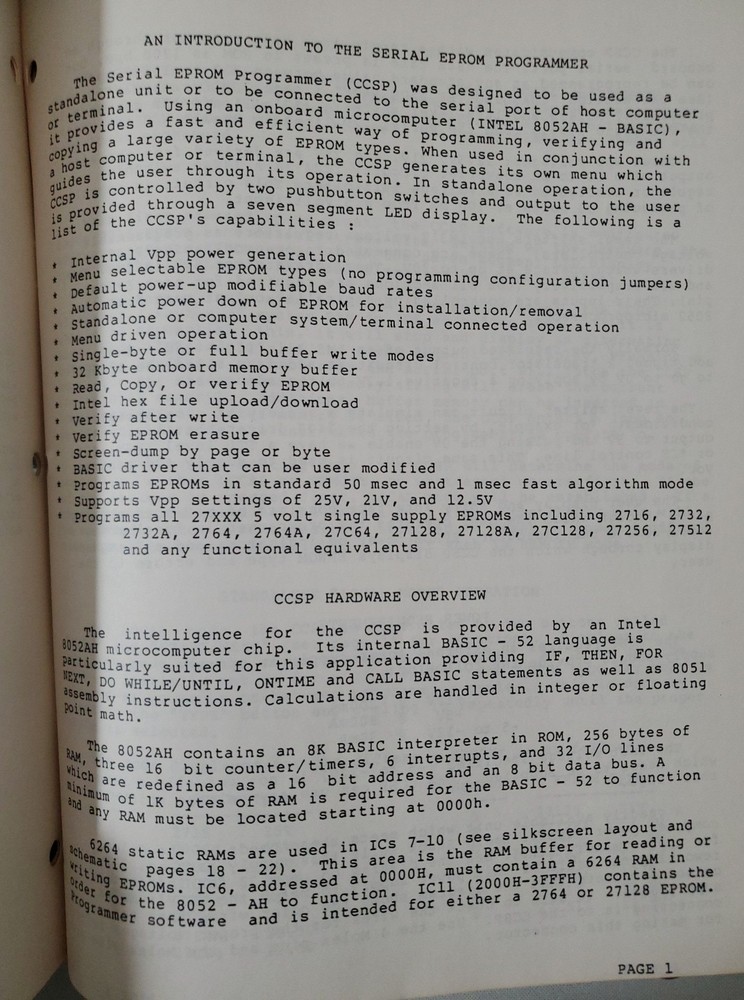 AN INTRODUCTION TO THE SERIAL EPROM PROGRAMMER
The Serial EPROM Programmer (CCSP) was designed to be used as a
standalone unit or to be connected to the serial port of host computer
or terminal. Using an onboard microcomputer (INTEL 8052AH - BASIC),
it provides a fast and efficient way of programming, verifying and
copying a large variety of EPROM types. When used in conjunction with
a host computer or terminal, the CCSP generates its own menu which
guides the user through its operation. In standalone operation, the
CCSP is controlled by two pushbutton switches and output to the user
is provided through a seven segment LED display. The following is a
list of the CCSP's capabilities :
* Internal Vpp power generation
* Menu selectable EPROM types (no programming configuration jumpers)
* Default power-up modifiable baud rates
* Automatic power down of EPROM for installation/removal
* Standalone or computer system/terminal connected operation
* Menu driven operation
* Single-byte or full buffer write modes
* 32 Kbyte onboard memory buffer
* Read, Copy, or verify EPROM
* Intel hex file upload/download
* Verify after write
* Verify EPROM erasure
* Screen-dump by page or byte
* BASIC driver that can be user modified
* Programs EPROMs in standard 50 msec and 1 msec fast algorithm mode
* Supports Vpp settings of 25V, 21V, and 12.5V
* Programs all 27XXX 5 volt single supply EPROMs including 2716, 2732,
2732A, 2764, 2764A, 27C64, 27128, 27128A, 27C128, 27256, 27512
and any functional equivalents
CCSP HARDWARE OVERVIEW
The intelligence for the CCSP is provided by an Intel
8052AH microcomputer chip. Its internal BASIC - 52 language is
particularly suited for this application providing IF, THEN, FOR
NEXT, DO WHILE/UNTIL, ONTIME and CALL BASIC statements as well as 8051
assembly instructions. Calculations are handled in integer or floating
point math.
The 8052AH contains an 8K BASIC interpreter in ROM, 256 bytes of
RAM, three 16 bit counter/timers, 6 interrupts, and 32 I/O lines
which are redefined as a 16 bit address and an 8 bit data bus. A
minimum of 1K bytes of RAM is required for the BASIC - 52 to function
and any RAM must be located starting at 0000h.
6264 static RAMs are used in ICs 7-10 (see silkscreen layout and
schematic pages 18 - 22). This area is the RAM buffer for reading or
writing EPROMs. IC6, addressed at 0000H, must contain a 6264 RAM in
order for the 8052 - AH to function. IC11 (2000H-3FFFH) contains the
Programmer software and is intended for either a 2764 or 27128 EPROM.
PAGE 1